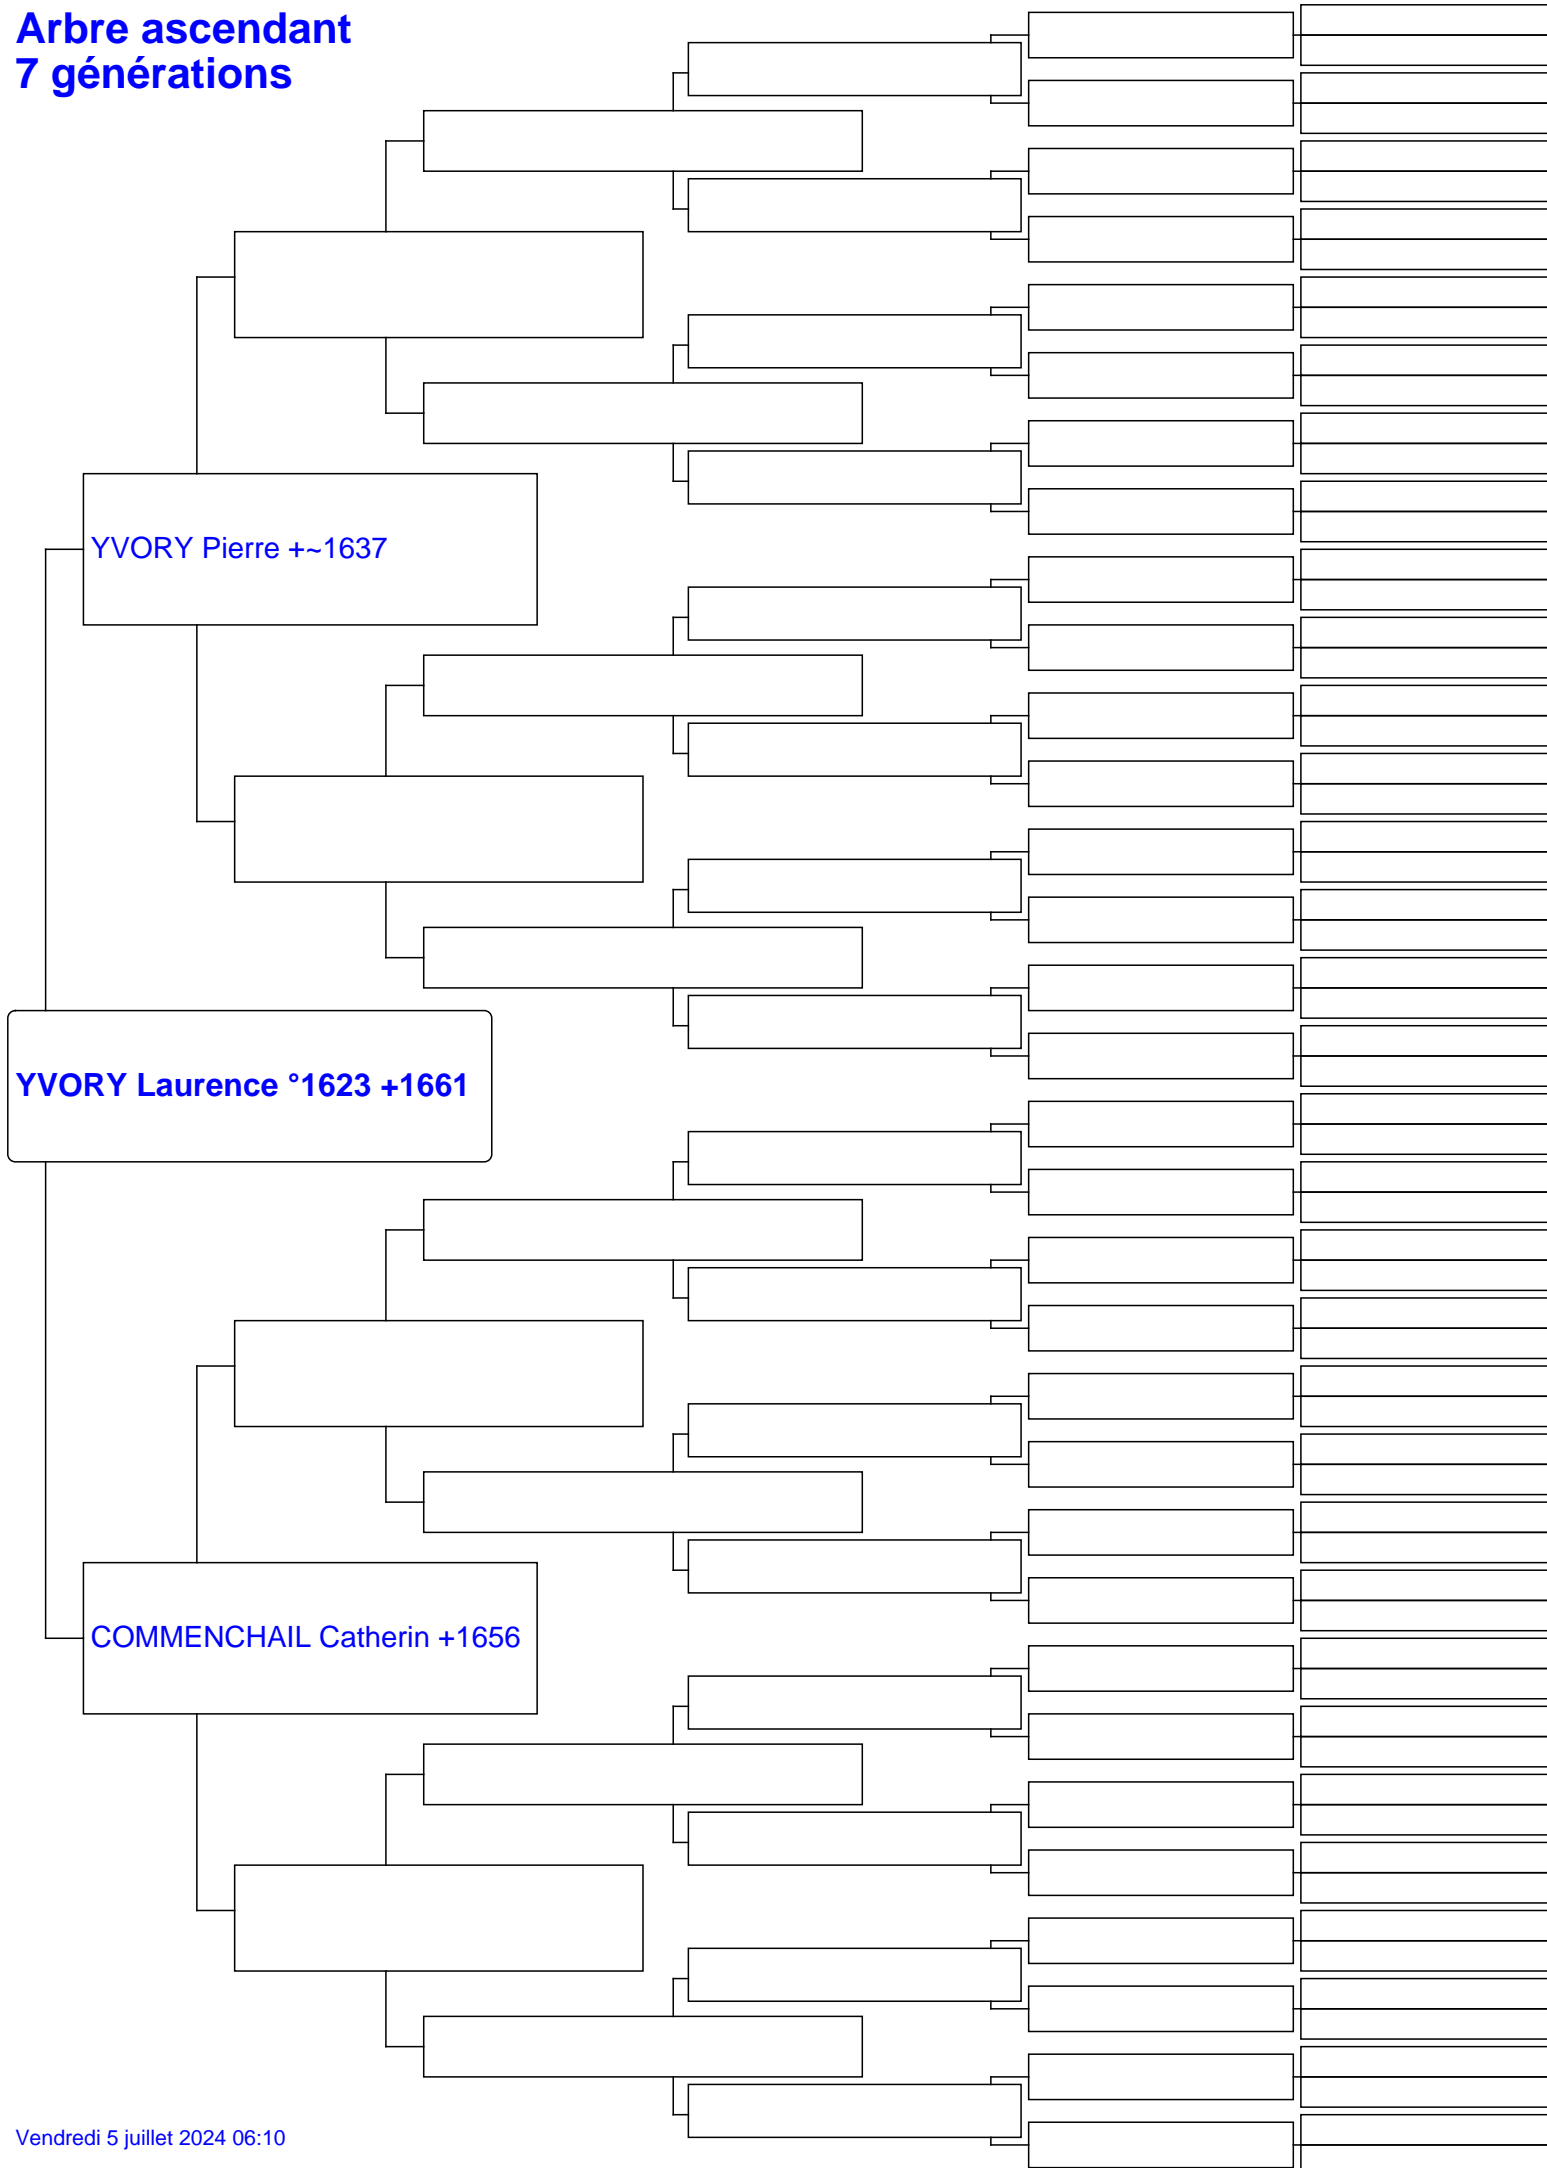 Arbre ascendant
7 générations
YVORY Pierre +~1637
YVORY Laurence °1623 +1661
COMMENCHAIL Catherin +1656
Vendredi 5 juillet 2024 06:10